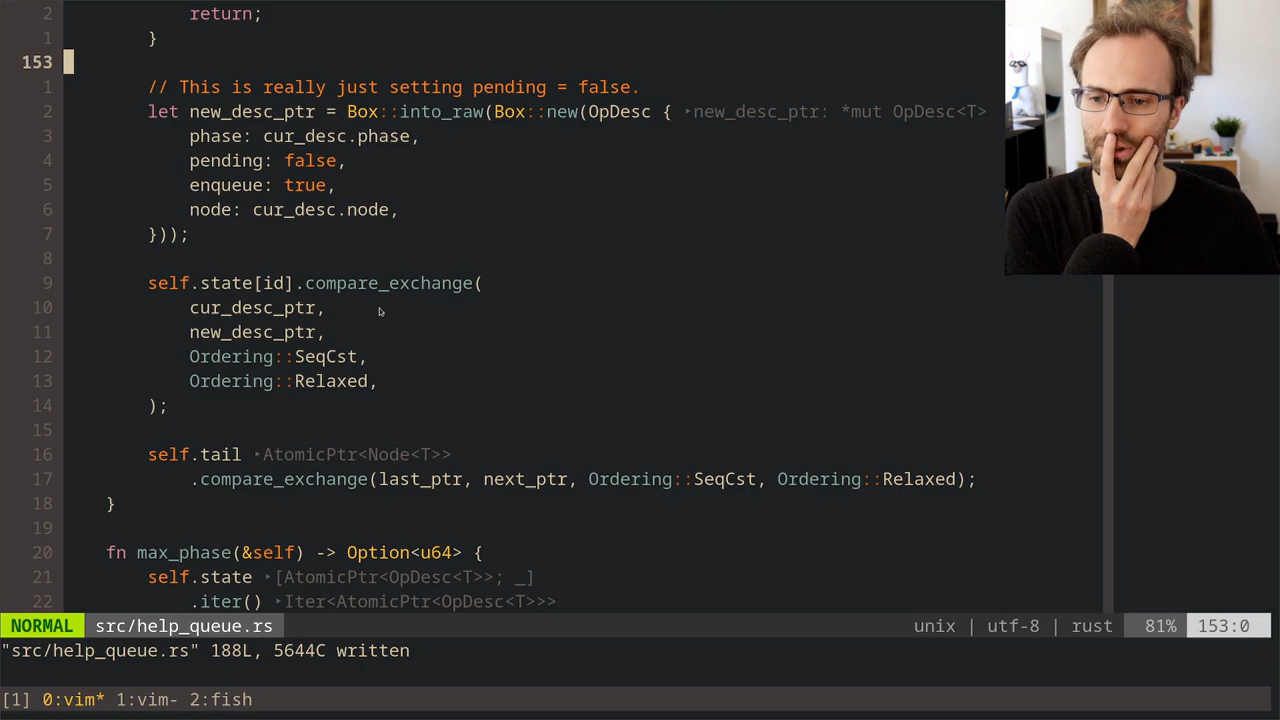 2             return;
1         }
153
1         // This is really just setting pending = false.
2         let new_desc_ptr = Box::into_raw(Box::new(OpDesc { ‣new_desc_ptr: *mut OpDesc<T>
3             phase: cur_desc.phase,
4             pending: false,
5             enqueue: true,
6             node: cur_desc.node,
7         }));
8
9         self.state[id].compare_exchange(
10             cur_desc_ptr,
11             new_desc_ptr,
12             Ordering::SeqCst,
13             Ordering::Relaxed,
14         );
15
16         self.tail ‣AtomicPtr<Node<T>>
17             .compare_exchange(last_ptr, next_ptr, Ordering::SeqCst, Ordering::Relaxed);
18     }
19
20     fn max_phase(&self) -> Option<u64> {
21         self.state ‣[AtomicPtr<OpDesc<T>>; _]
22             .iter() ‣Iter<AtomicPtr<OpDesc<T>>>
NORMAL src/help_queue.rs unix | utf-8 | rust 81% 153:0
"src/help_queue.rs" 188L, 5644C written
[1] 0:vim* 1:vim- 2:fish